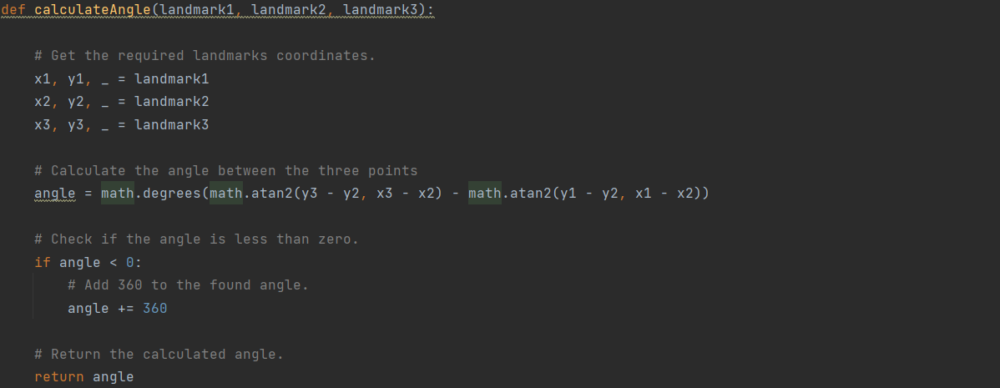 def calculateAngle(landmark1, landmark2, landmark3):
    # Get the required landmarks coordinates.
    x1, y1, _ = landmark1
    x2, y2, _ = landmark2
    x3, y3, _ = landmark3
    # Calculate the angle between the three points
    angle = math.degrees(math.atan2(y3 - y2, x3 - x2) - math.atan2(y1 - y2, x1 - x2))
    # Check if the angle is less than zero.
    if angle < 0:
        # Add 360 to the found angle.
        angle += 360
    # Return the calculated angle.
    return angle